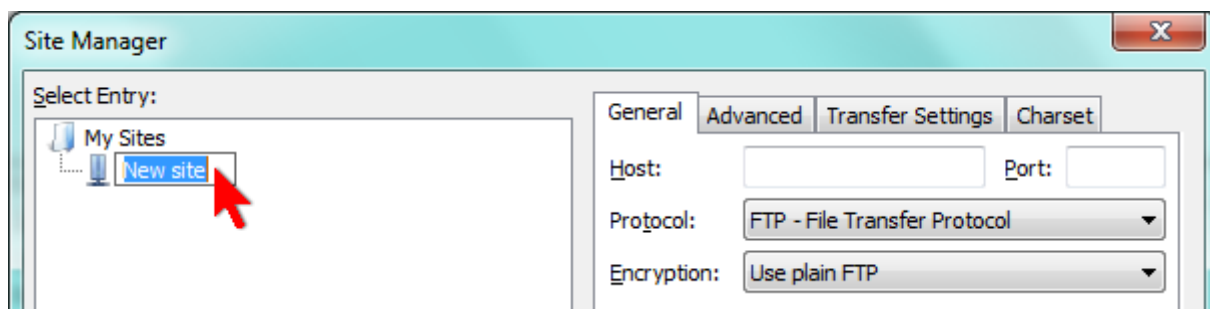 Site Manager
Select Entry:
My Sites
New site
General Advanced Transfer Settings Charset
Host: Port:
Protocol: FTP - File Transfer Protocol
Encryption: Use plain FTP